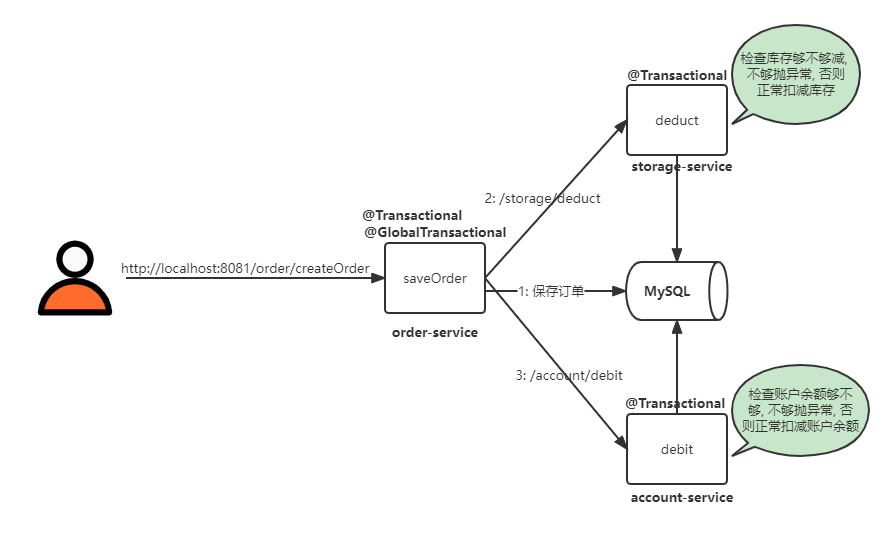 @Transactional
deduct
storage-service
检查库存够不够减,
不够抛异常, 否则
正常扣减库存
2: /storage/deduct
@Transactional
@GlobalTransactional
http://localhost:8081/order/createOrder
saveOrder
order-service
1: 保存订单
MySQL
3: /account/debit
@Transactional
debit
account-service
检查账户余额够不
够, 不够抛异常, 否
则正常扣减账户余额